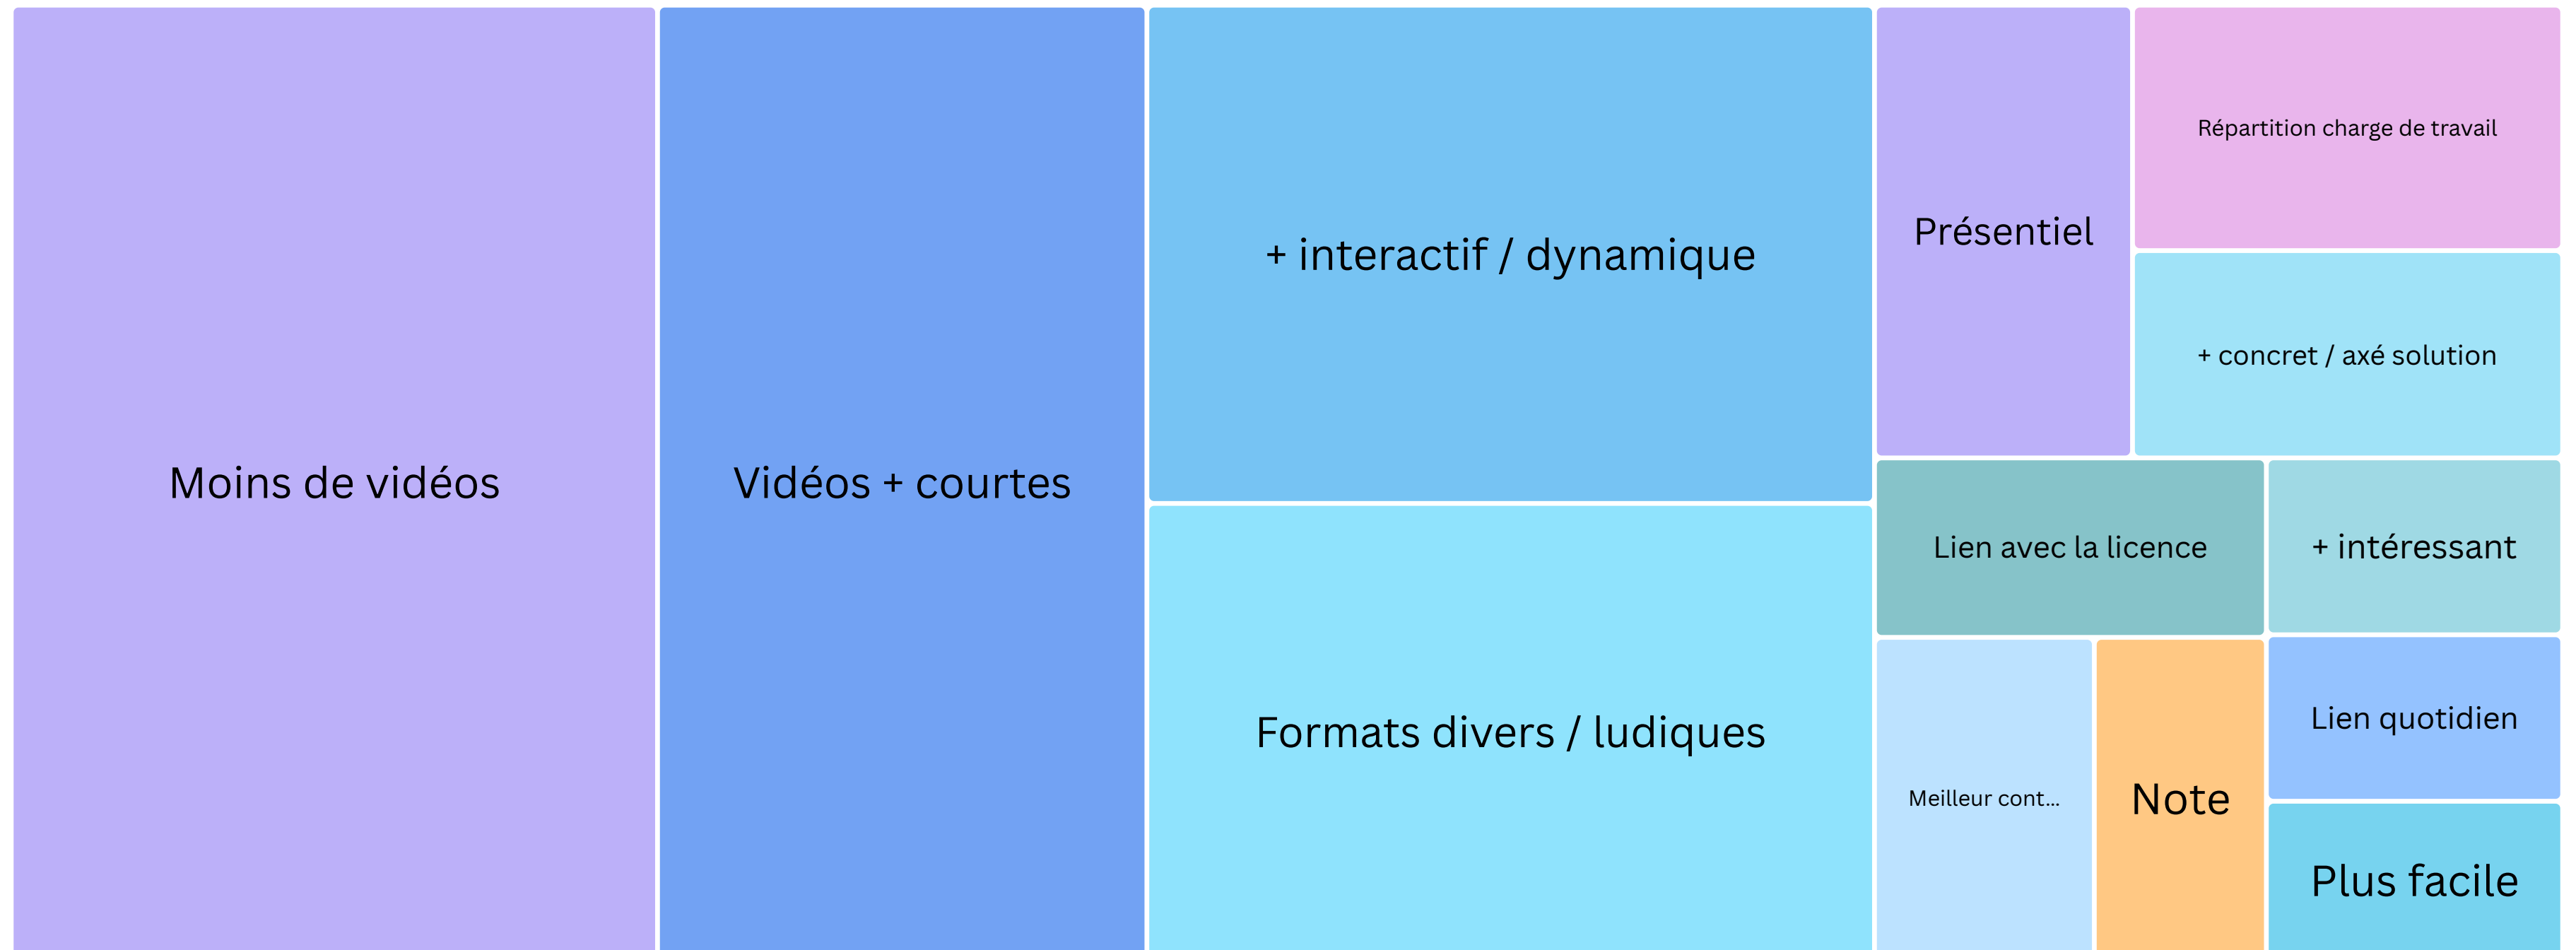 Moins de vidéos
Vidéos + courtes
+ interactif / dynamique
Formats divers / ludiques
Présentiel
Répartition charge de travail
+ concret / axé solution
Lien avec la licence
+ intéressant
Meilleur cont...
Note
Lien quotidien
Plus facile